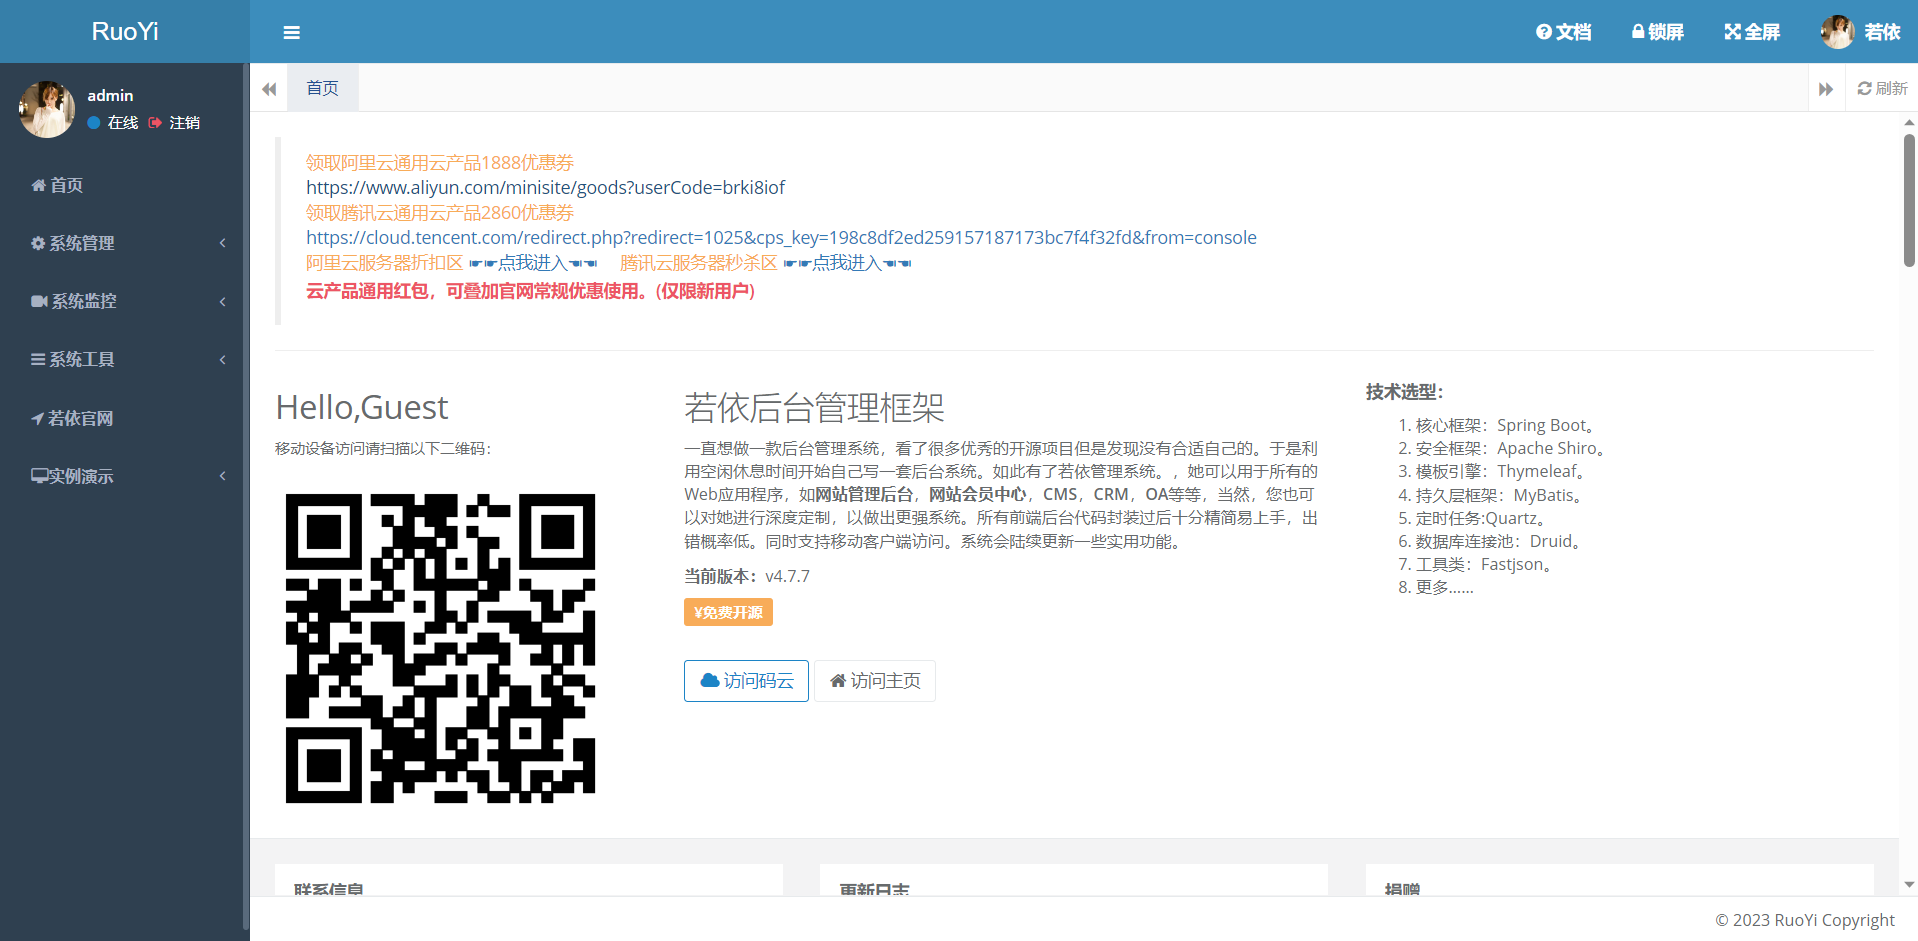 RuoYi
文档
锁屏
全屏
若依
admin
在线 注销
首页
系统管理
系统监控
系统工具
若依官网
实例演示
首页
刷新
领取阿里云通用云产品1888优惠券
https://www.aliyun.com/minisite/goods?userCode=brki8iof
领取腾讯云通用云产品2860优惠券
https://cloud.tencent.com/redirect.php?redirect=1025&cps_key=198c8df2ed259157187173bc7f4f32fd&from=console
阿里云服务器折扣区 ☛☛点我进入☚☚ 腾讯云服务器秒杀区 ☛☛点我进入☚☚
云产品通用红包，可叠加官网常规优惠使用。(仅限新用户)
Hello,Guest
移动设备访问请扫描以下二维码：
若依后台管理框架
一直想做一款后台管理系统，看了很多优秀的开源项目但是发现没有合适自己的。于是利
用空闲休息时间开始自己写一套后台系统。如此有了若依管理系统。，她可以用于所有的
Web应用程序，如网站管理后台，网站会员中心，CMS，CRM，OA等等，当然，您也可
以对她进行深度定制，以做出更强系统。所有前端后台代码封装过后十分精简易上手，出
错概率低。同时支持移动客户端访问。系统会陆续更新一些实用功能。
当前版本：v4.7.7
¥免费开源
访问码云
访问主页
技术选型：
1. 核心框架：Spring Boot。
2. 安全框架：Apache Shiro。
3. 模板引擎：Thymeleaf。
4. 持久层框架：MyBatis。
5. 定时任务:Quartz。
6. 数据库连接池：Druid。
7. 工具类：Fastjson。
8. 更多……
联系信息
更新日志
捐赠
© 2023 RuoYi Copyright